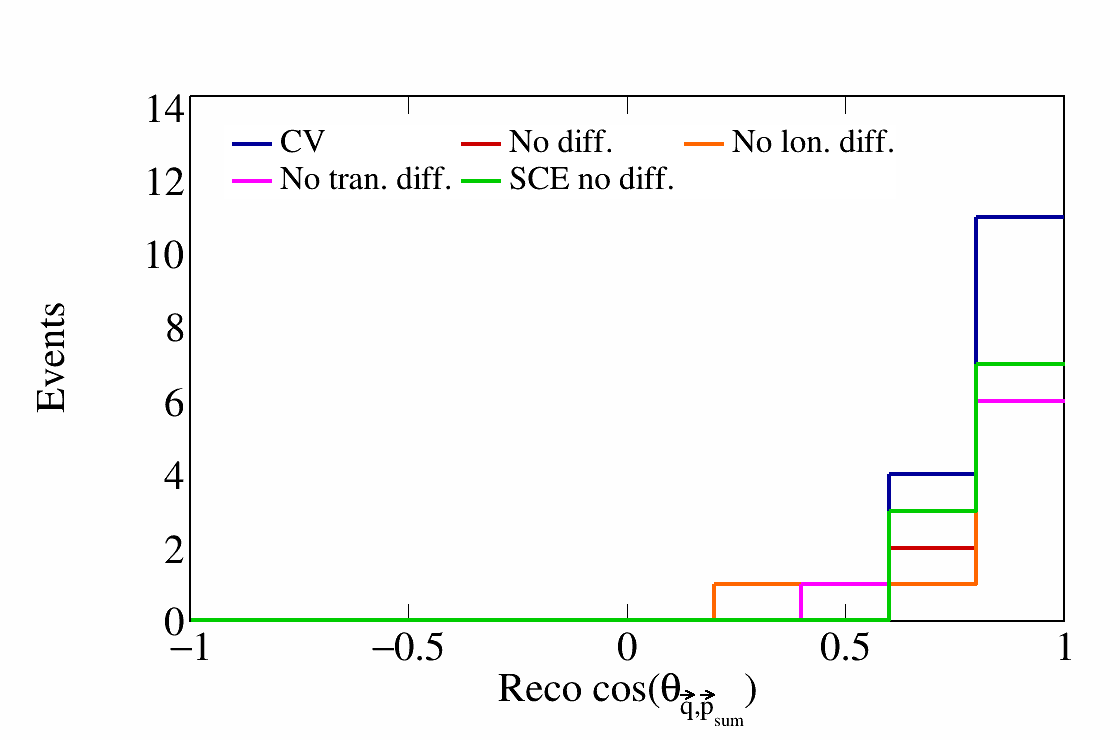 14
CV No diff. No lon. diff.
No tran. diff. SCE no diff.
12
10
8
6
4
2
0
Events
−1 −0.5 0 0.5 1
Reco cos(θq⃗,p⃗sum)